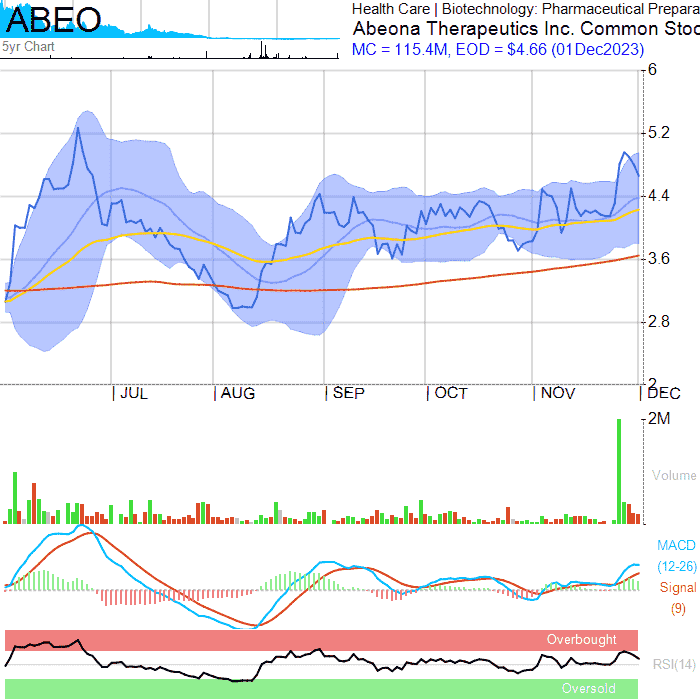 ABEO
5yr Chart
Health Care | Biotechnology: Pharmaceutical Prepara
Abeona Therapeutics Inc. Common Stoc
MC = 115.4M, EOD = $4.66 (01Dec2023)
6
5.2
4.4
3.6
2.8
2
JUL
AUG
SEP
OCT
NOV
DEC
2M
Volume
MACD
(12-26)
Signal
(9)
Overbought
RSI(14)
Oversold